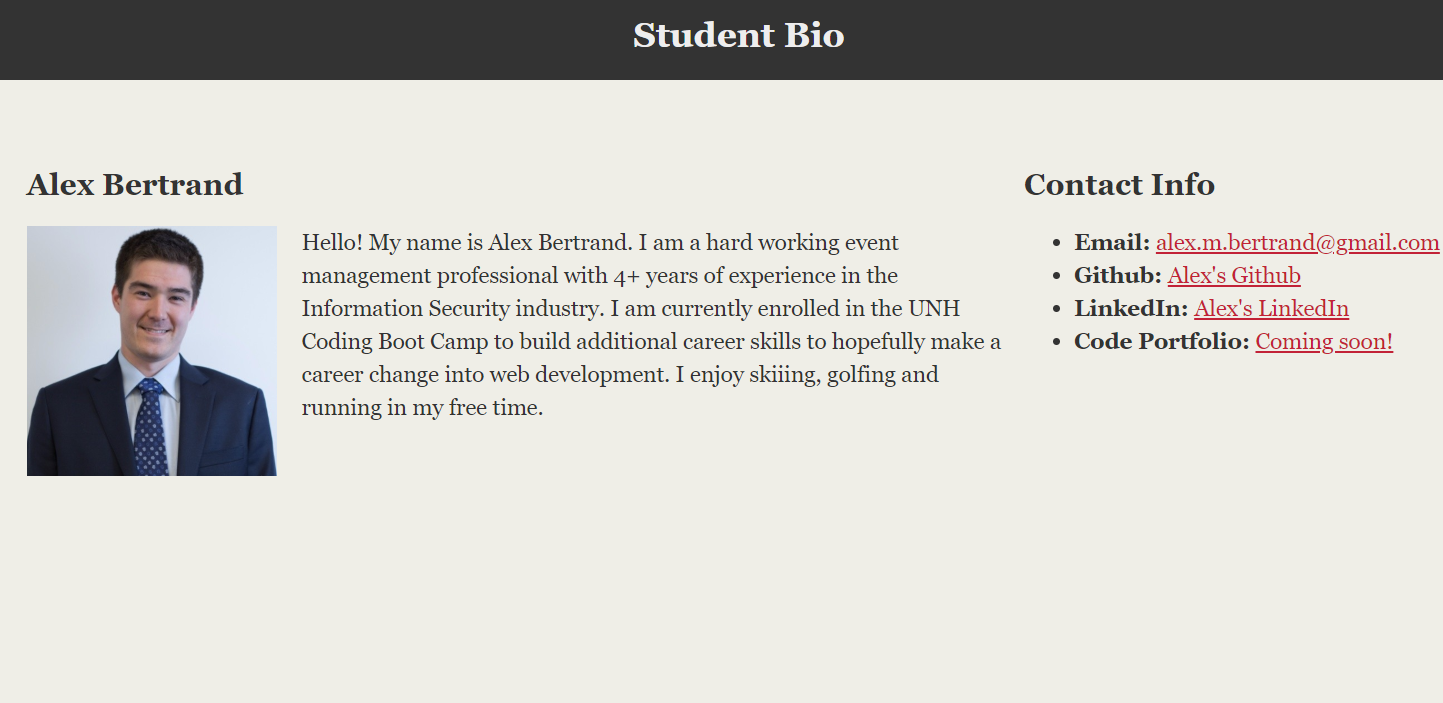 Student Bio
Alex Bertrand
Hello! My name is Alex Bertrand. I am a hard working event
management professional with 4+ years of experience in the
Information Security industry. I am currently enrolled in the UNH
Coding Boot Camp to build additional career skills to hopefully make a
career change into web development. I enjoy skiiing, golfing and
running in my free time.
Contact Info
• Email: alex.m.bertrand@gmail.com
• Github: Alex's Github
• LinkedIn: Alex's LinkedIn
• Code Portfolio: Coming soon!